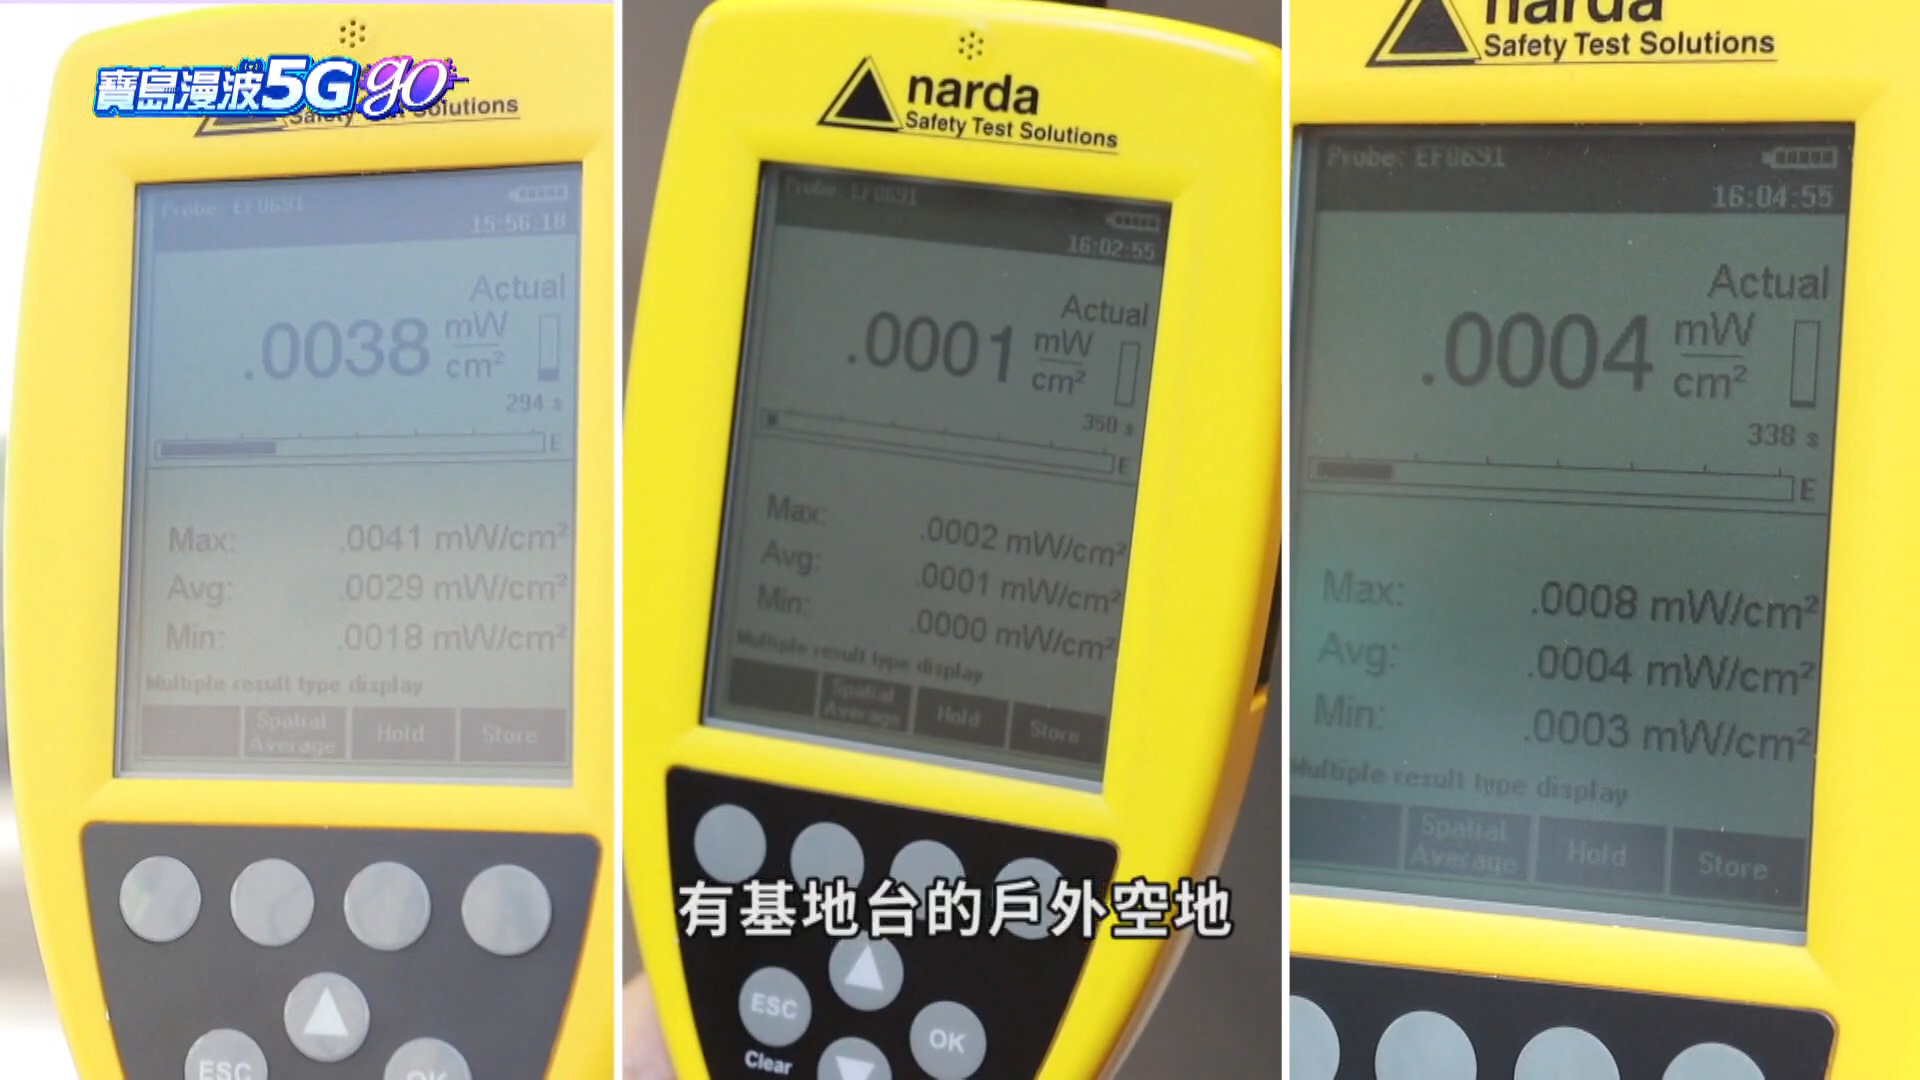 寶島漫波5Ggo
Safety Test Solutions
Probe: EF0691
15:56:18
Actual
.0038 mW/cm²
294 s
E
Max: .0041 mW/cm²
Avg: .0029 mW/cm²
Min: .0018 mW/cm²
Multiple result type display
Spatial Average
Hold
Store
ESC
OK
narda
Safety Test Solutions
Probe: EF0691
16:02:55
Actual
.0001 mW/cm²
350 s
E
Max: .0002 mW/cm²
Avg: .0001 mW/cm²
Min: .0000 mW/cm²
Multiple result type display
Spatial Average
Hold
Store
有基地台的戶外空地
ESC
OK
Clear
narda
Safety Test Solutions
Probe: EF0691
16:04:55
Actual
.0004 mW/cm²
338 s
E
Max: .0008 mW/cm²
Avg: .0004 mW/cm²
Min: .0003 mW/cm²
Multiple result type display
Spatial Average
Hold
Store